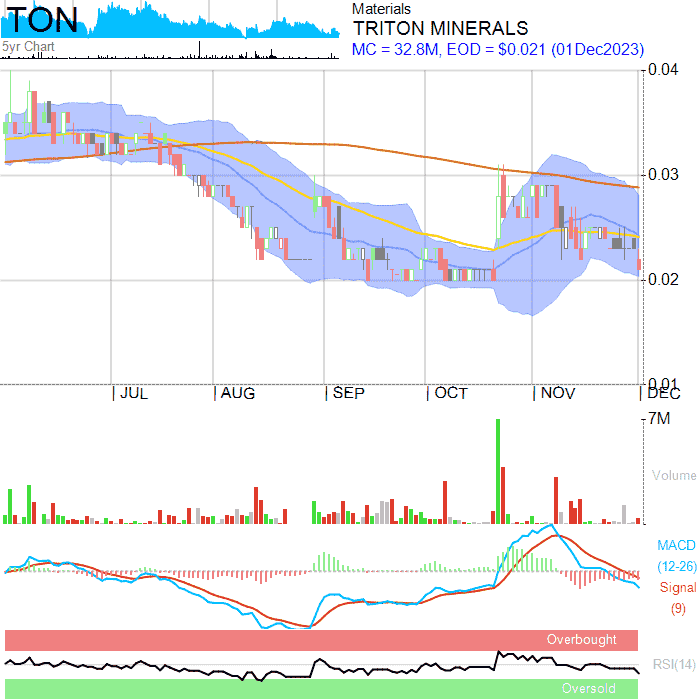 TON
5yr Chart
Materials
TRITON MINERALS
MC = 32.8M, EOD = $0.021 (01Dec2023)
0.04
0.03
0.02
0.01
| JUL | AUG | SEP | OCT | NOV | DEC
7M
Volume
MACD
(12-26)
Signal
(9)
Overbought
RSI(14)
Oversold